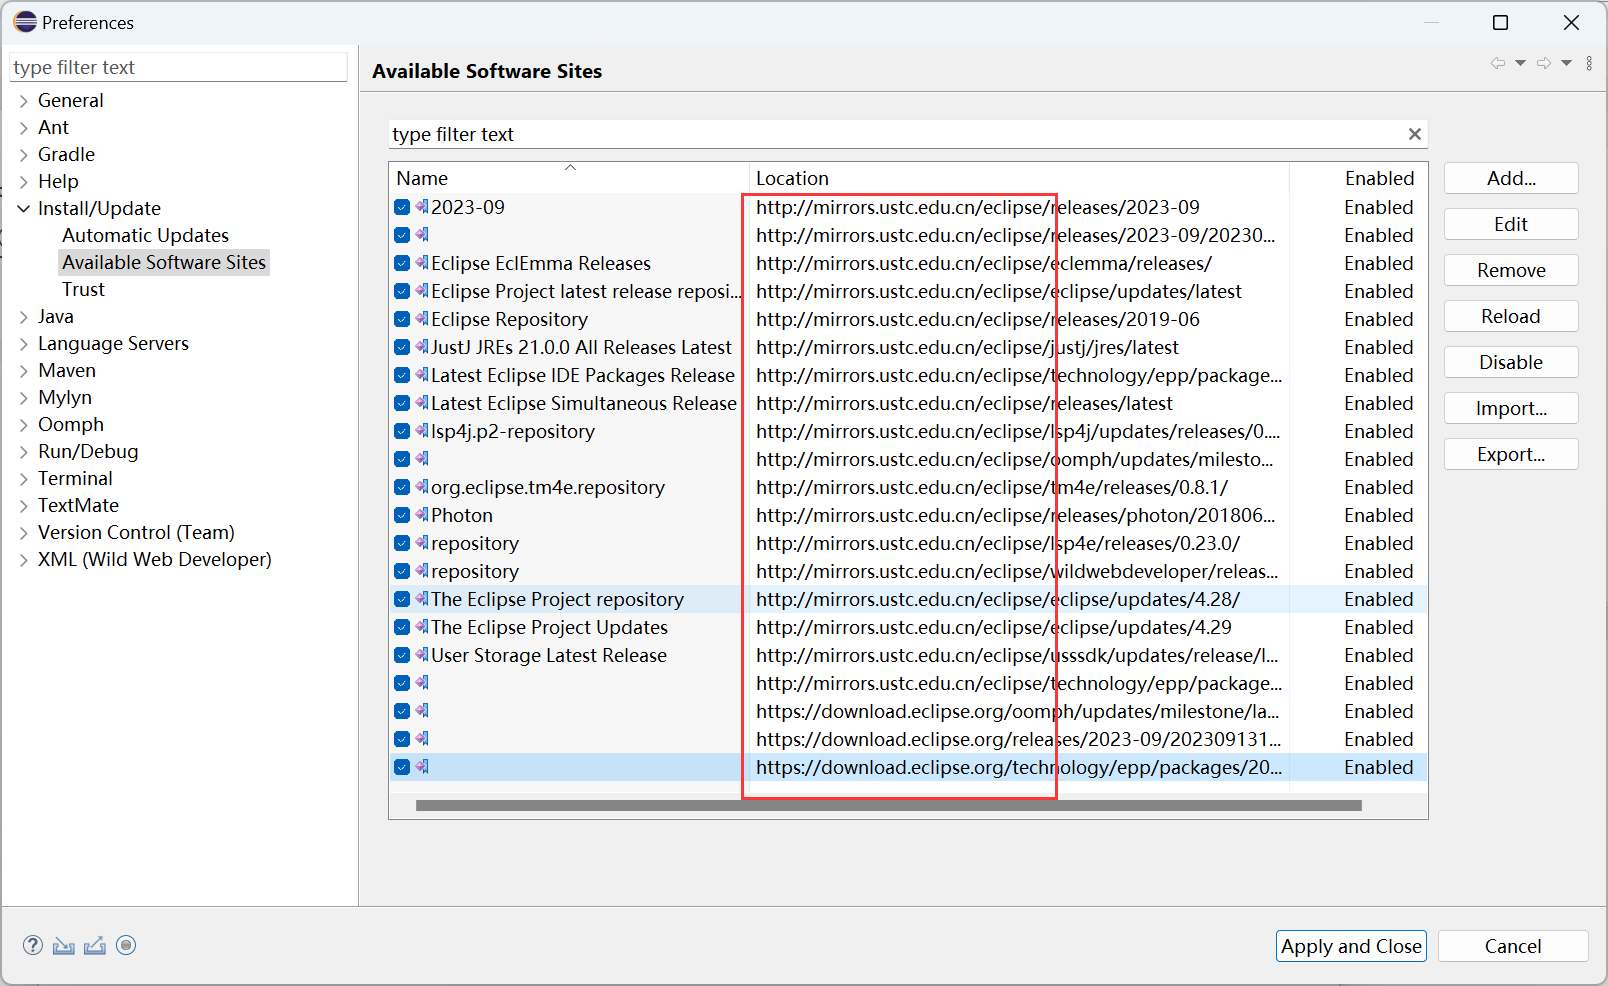 Preferences
type filter text
General
Ant
Gradle
Help
Install/Update
Automatic Updates
Available Software Sites
Trust
Java
Language Servers
Maven
Mylyn
Oomph
Run/Debug
Terminal
TextMate
Version Control (Team)
XML (Wild Web Developer)
Available Software Sites
type filter text
Name Location Enabled
2023-09 http://mirrors.ustc.edu.cn/eclipse/releases/2023-09 Enabled
http://mirrors.ustc.edu.cn/eclipse/releases/2023-09/20230... Enabled
Eclipse EclEmma Releases http://mirrors.ustc.edu.cn/eclipse/eclemma/releases/ Enabled
Eclipse Project latest release reposi... http://mirrors.ustc.edu.cn/eclipse/eclipse/updates/latest Enabled
Eclipse Repository http://mirrors.ustc.edu.cn/eclipse/releases/2019-06 Enabled
JustJ JREs 21.0.0 All Releases Latest http://mirrors.ustc.edu.cn/eclipse/justj/jres/latest Enabled
Latest Eclipse IDE Packages Release http://mirrors.ustc.edu.cn/eclipse/technology/epp/package... Enabled
Latest Eclipse Simultaneous Release http://mirrors.ustc.edu.cn/eclipse/releases/latest Enabled
lsp4j.p2-repository http://mirrors.ustc.edu.cn/eclipse/lsp4j/updates/releases/0.... Enabled
http://mirrors.ustc.edu.cn/eclipse/oomph/updates/milesto... Enabled
org.eclipse.tm4e.repository http://mirrors.ustc.edu.cn/eclipse/tm4e/releases/0.8.1/ Enabled
Photon http://mirrors.ustc.edu.cn/eclipse/releases/photon/201806... Enabled
repository http://mirrors.ustc.edu.cn/eclipse/lsp4e/releases/0.23.0/ Enabled
repository http://mirrors.ustc.edu.cn/eclipse/wildwebdeveloper/releas... Enabled
The Eclipse Project repository http://mirrors.ustc.edu.cn/eclipse/eclipse/updates/4.28/ Enabled
The Eclipse Project Updates http://mirrors.ustc.edu.cn/eclipse/eclipse/updates/4.29 Enabled
User Storage Latest Release http://mirrors.ustc.edu.cn/eclipse/usssdk/updates/release/l... Enabled
http://mirrors.ustc.edu.cn/eclipse/technology/epp/package... Enabled
https://download.eclipse.org/oomph/updates/milestone/la... Enabled
https://download.eclipse.org/releases/2023-09/202309131... Enabled
https://download.eclipse.org/technology/epp/packages/20... Enabled
Add...
Edit
Remove
Reload
Disable
Import...
Export...
Apply and Close
Cancel